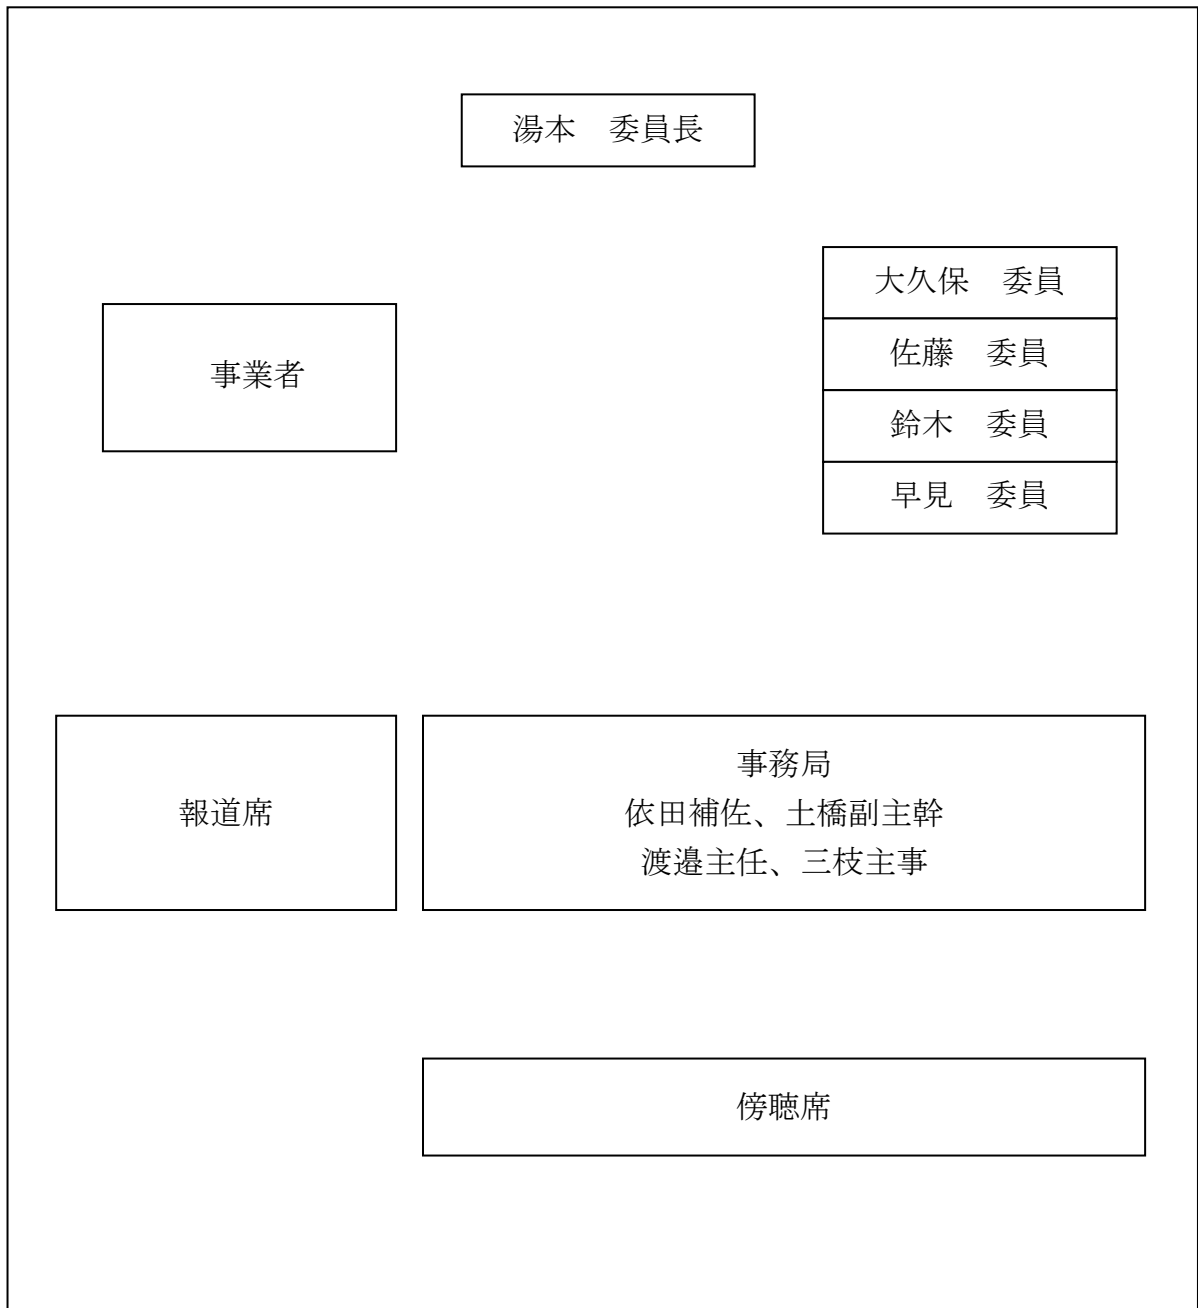 湯本　委員長
大久保　委員
事業者
佐藤　委員
鈴木　委員
早見　委員
報道席
事務局
依田補佐、土橋副主幹
渡邉主任、三枝主事
傍聴席